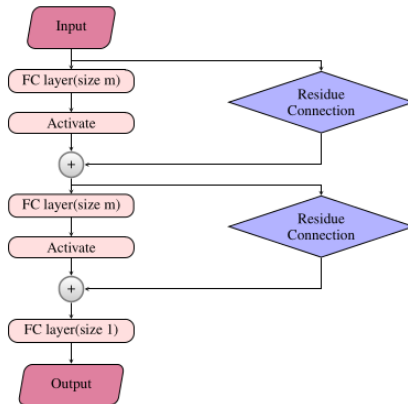 Input
FC layer(size m)
Residue
Connection
Activate
+
FC layer(size m)
Residue
Connection
Activate
+
FC layer(size 1)
Output